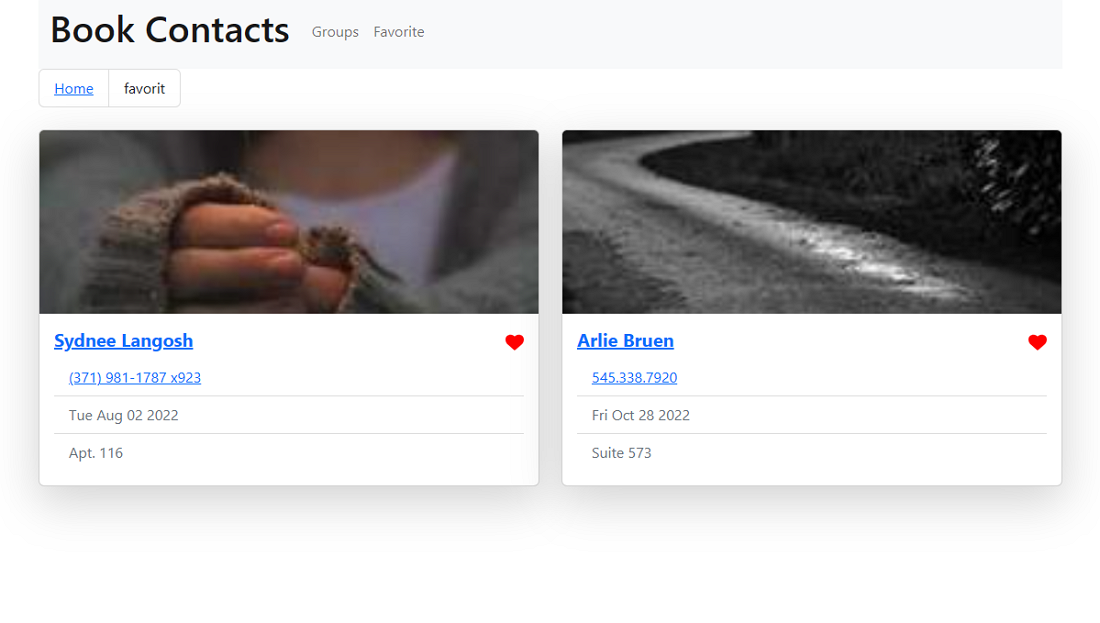 Book Contacts Groups Favorite
Home favorit
Sydnee Langosh
(371) 981-1787 x923
Tue Aug 02 2022
Apt. 116
Arlie Bruen
545.338.7920
Fri Oct 28 2022
Suite 573